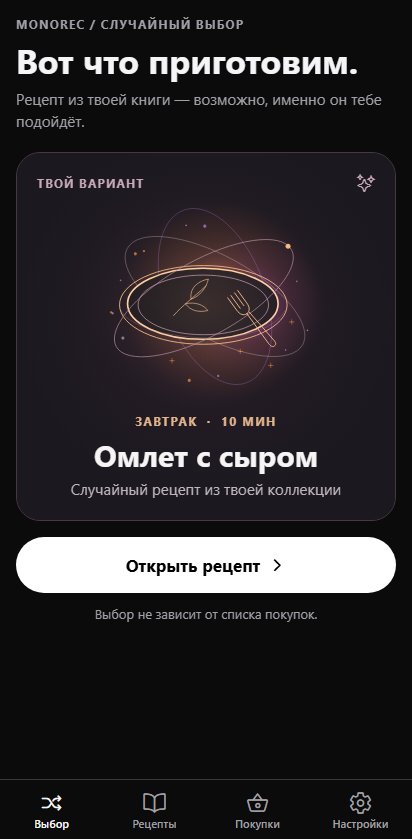 MONOREC / СЛУЧАЙНЫЙ ВЫБОР
Вот что приготовим.
Рецепт из твоей книги — возможно, именно он тебе
подойдёт.
ТВОЙ ВАРИАНТ
ЗАВТРАК · 10 МИН
Омлет с сыром
Случайный рецепт из твоей коллекции
Открыть рецепт
Выбор не зависит от списка покупок.
Выбор
Рецепты
Покупки
Настройки